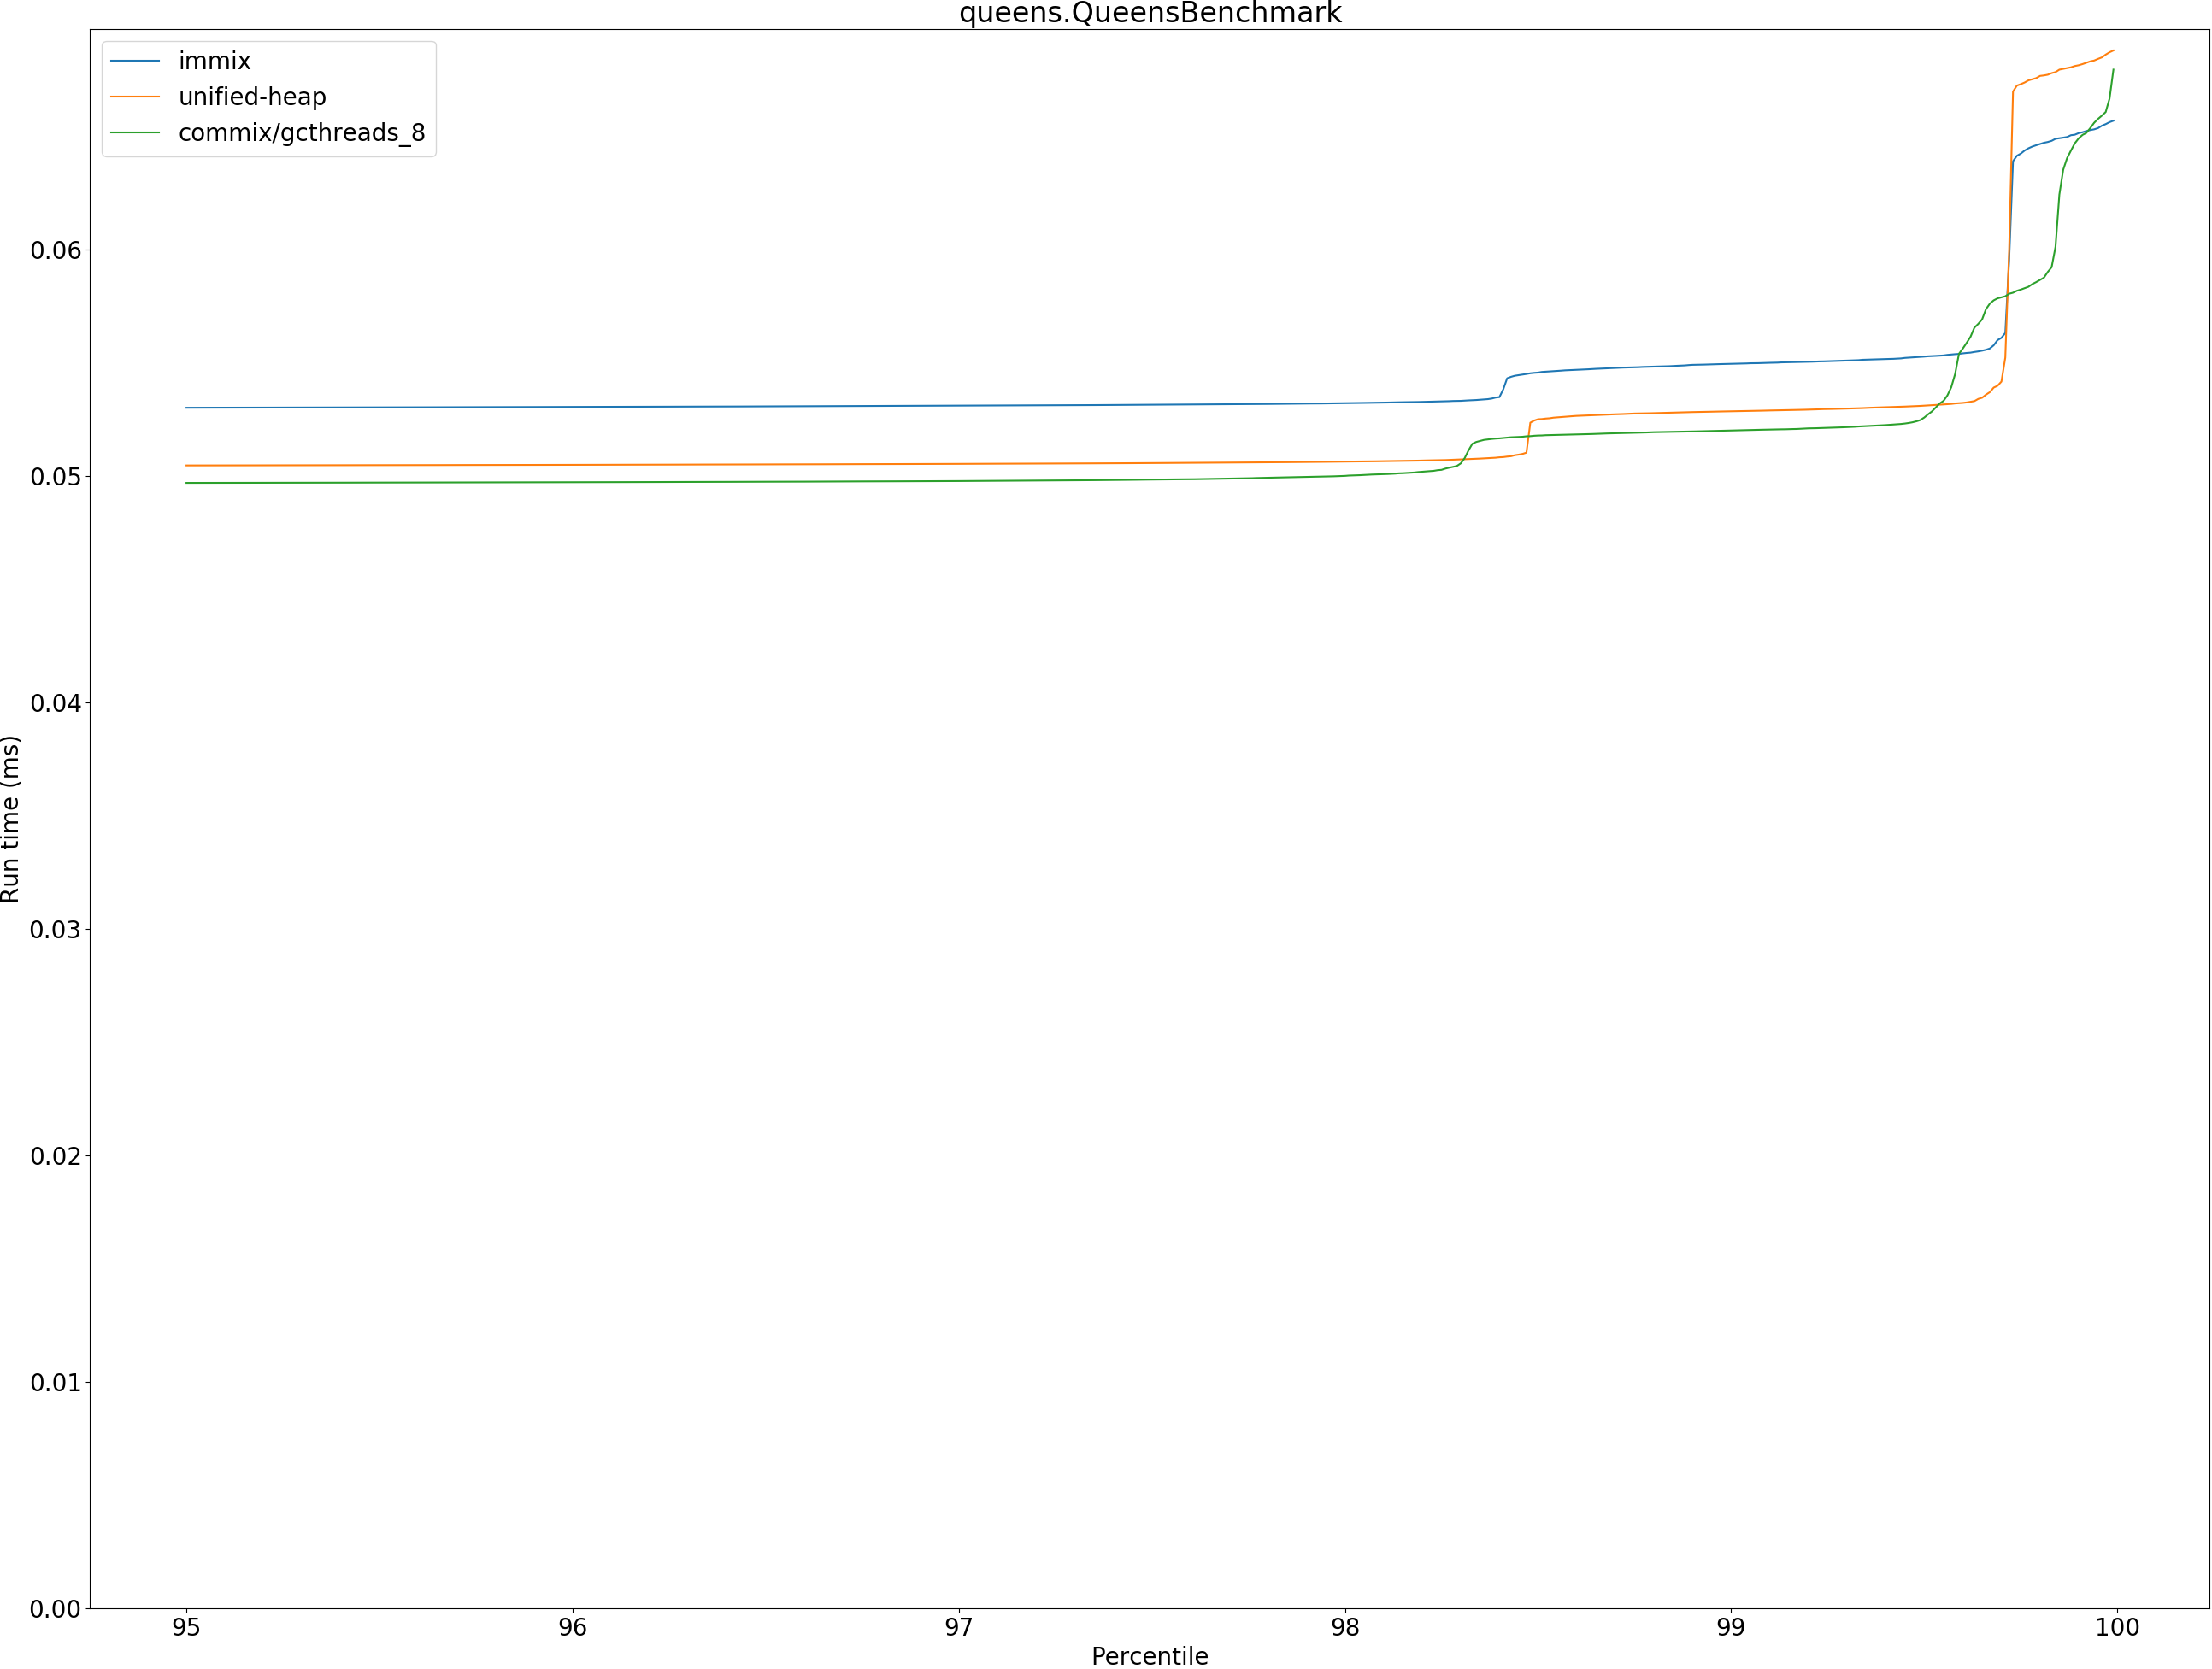 queens.QueensBenchmark
immix
unified-heap
commix/gcthreads_8
0.06
0.05
0.04
0.03
0.02
0.01
0.00
Run time (ms)
95 96 97 98 99 100
Percentile